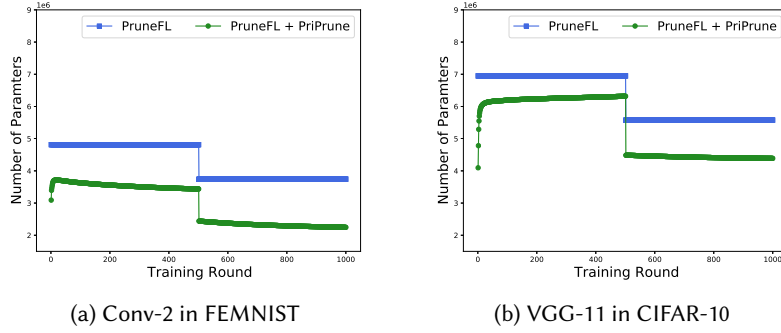 1e6
PruneFL PruneFL + PriPrune
9
8
7
6
5
4
3
2
Number of Paramters
0 200 400 600 800 1000
Training Round
(a) Conv-2 in FEMNIST
1e6
PruneFL PruneFL + PriPrune
9
8
7
6
5
4
3
2
Number of Paramters
0 200 400 600 800 1000
Training Round
(b) VGG-11 in CIFAR-10